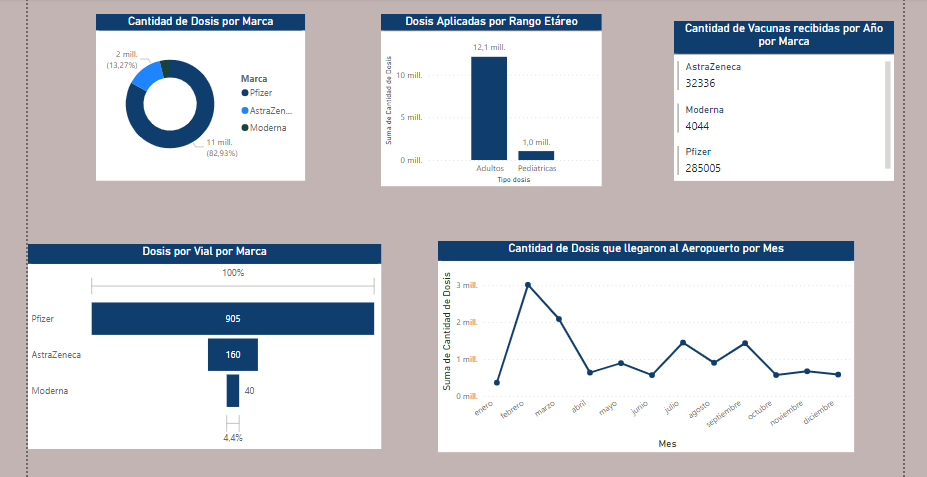 Cantidad de Dosis por Marca
2 mill.
(13,27%)
11 mill.
(82,93%)
Marca
Pfizer
AstraZen...
Moderna
Dosis Aplicadas por Rango Etáreo
Suma de Cantidad de Dosis
10 mill.
5 mill.
0 mill.
12,1 mill.
1,0 mill.
Adultos
Pediátricas
Tipo dosis
Cantidad de Vacunas recibidas por Año
por Marca
AstraZeneca
32336
Moderna
4044
Pfizer
285005
Dosis por Vial por Marca
100%
Pfizer
905
AstraZeneca
160
Moderna
40
4.4%
Cantidad de Dosis que llegaron al Aeropuerto por Mes
Suma de Cantidad de Dosis
3 mill.
2 mill.
1 mill.
0 mill.
enero
febrero
marzo
abril
mayo
junio
julio
agosto
septiembre
octubre
noviembre
diciembre
Mes